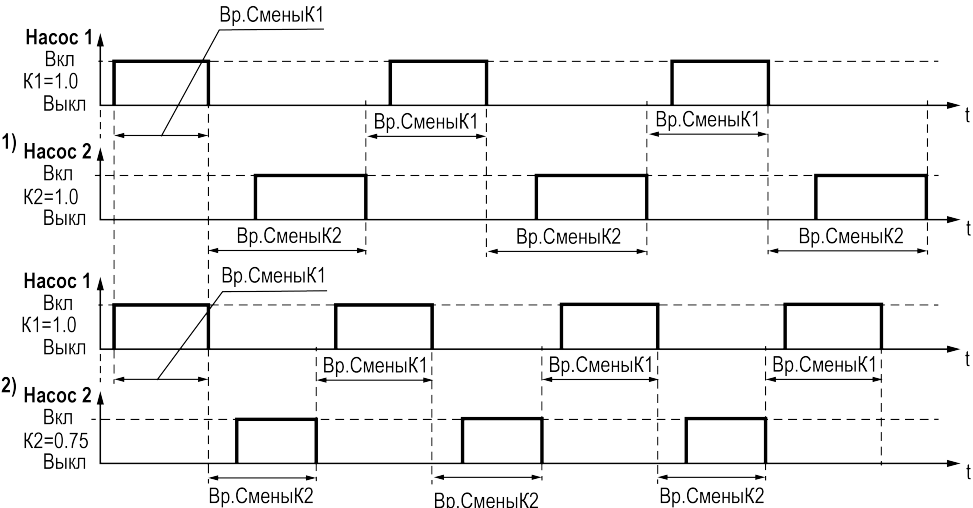 Вр.СменыК1
Насос 1
Вкл
К1=1.0
Выкл
t
Вр.СменыК1
Вр.СменыК1
1)
Насос 2
Вкл
К2=1.0
Выкл
t
Вр.СменыК2
Вр.СменыК2
Вр.СменыК2
Вр.СменыК1
Насос 1
Вкл
К1=1.0
Выкл
t
Вр.СменыК1
Вр.СменыК1
Вр.СменыК1
2)
Насос 2
Вкл
К2=0.75
Выкл
t
Вр.СменыК2
Вр.СменыК2
Вр.СменыК2